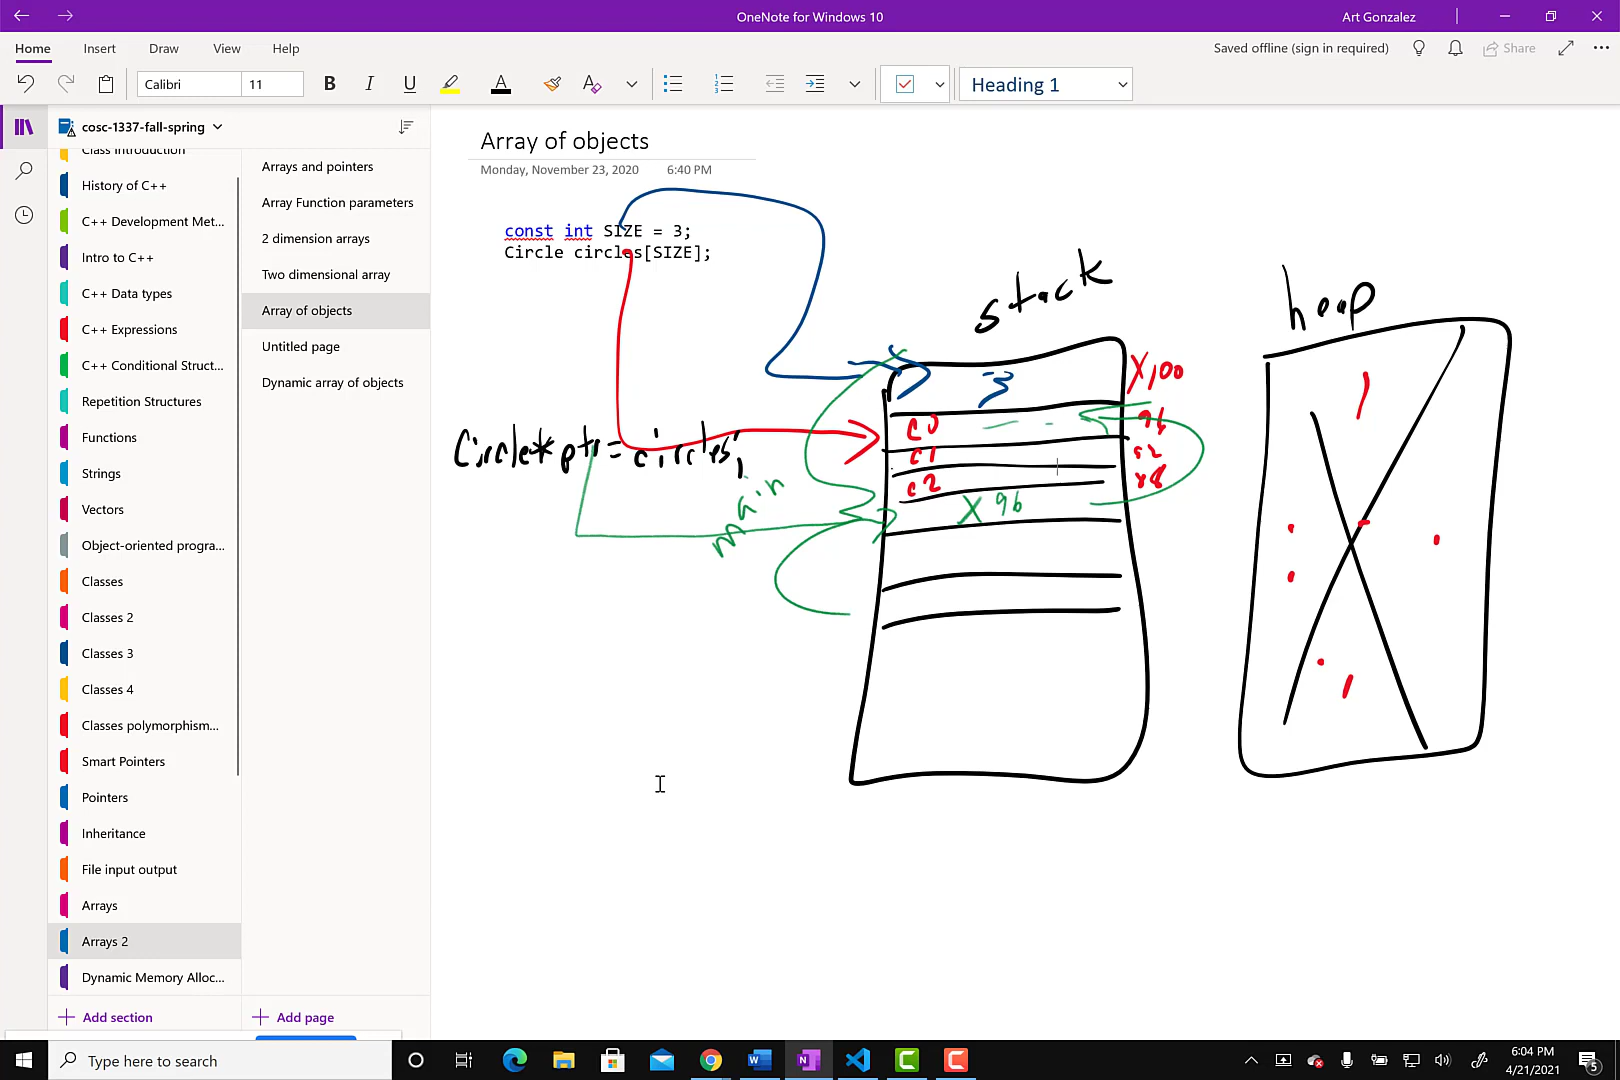 OneNote for Windows 10
Art Gonzalez
Home Insert Draw View Help
Saved offline (sign in required)
Share
Calibri 11
B I U A A
Heading 1
cosc-1337-fall-spring
Class Introduction
History of C++
C++ Development Met...
Intro to C++
C++ Data types
C++ Expressions
C++ Conditional Struct...
Repetition Structures
Functions
Strings
Vectors
Object-oriented progra...
Classes
Classes 2
Classes 3
Classes 4
Classes polymorphism...
Smart Pointers
Pointers
Inheritance
File input output
Arrays
Arrays 2
Dynamic Memory Alloc...
Add section
Arrays and pointers
Array Function parameters
2 dimension arrays
Two dimensional array
Array of objects
Untitled page
Dynamic array of objects
Add page
Array of objects
Monday, November 23, 2020 6:40 PM
const int SIZE = 3;
Circle circles[SIZE];
stack
heap
3
X100
c0
96
c1
c2
X96
Circle* ptr = circles;
main
Type here to search
6:04 PM
4/21/2021
5